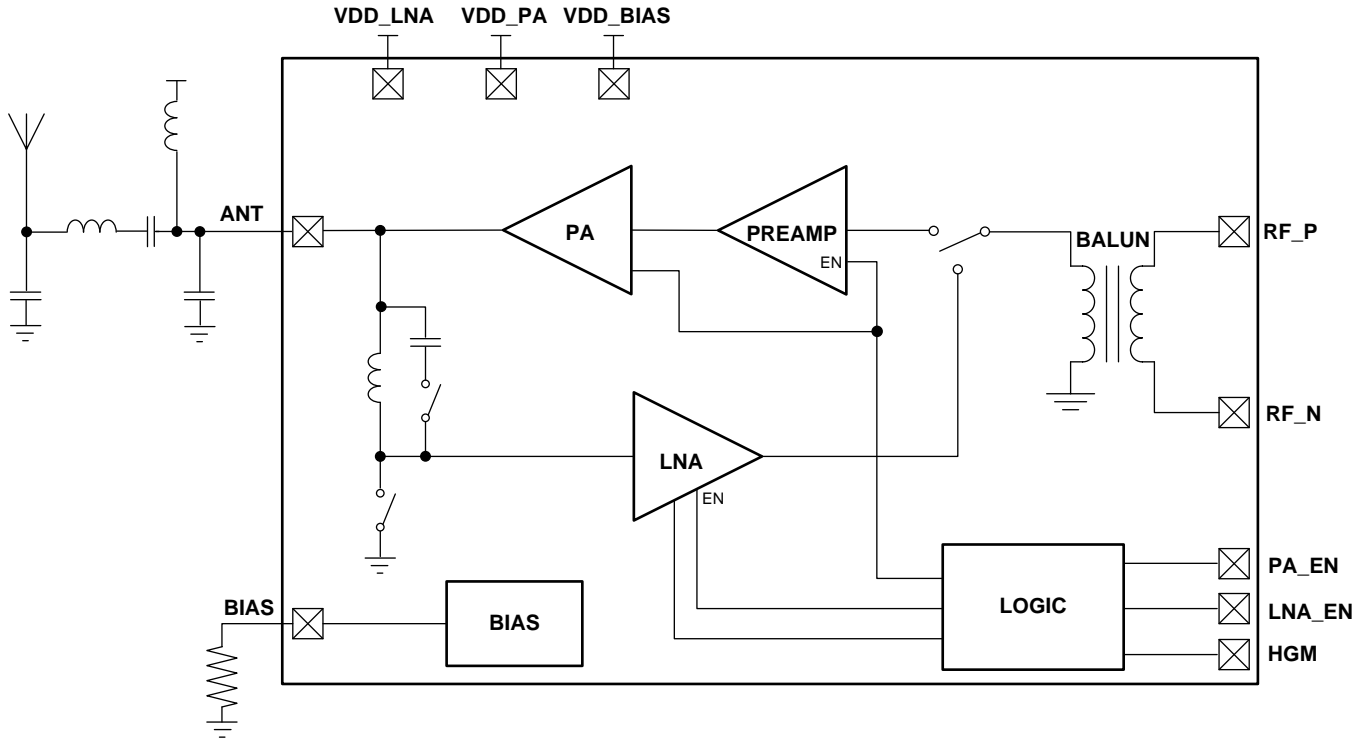 VDD_LNA VDD_PA VDD_BIAS
ANT
PA
PREAMP
EN
BALUN
RF_P
RF_N
LNA
EN
BIAS
BIAS
LOGIC
PA_EN
LNA_EN
HGM